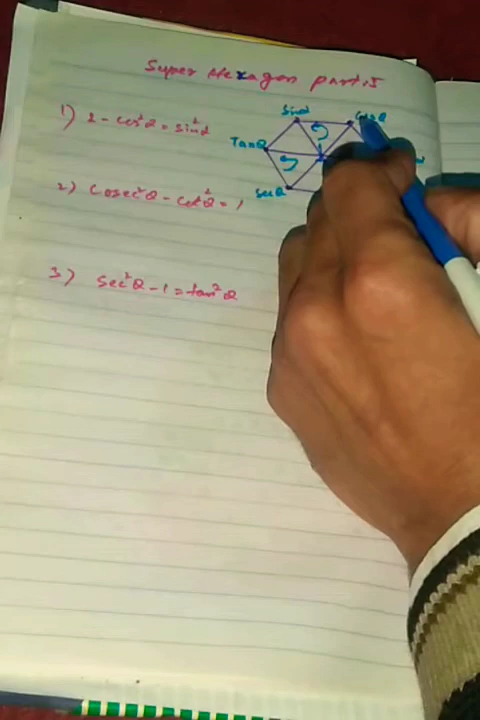 Super Hexagon part:5
sinθ cosθ
1) 1 - cos²θ = sin²θ
Tanθ 1
2) Cosec²θ - cot²θ = 1
secθ
3) sec²θ - 1 = tan²θ